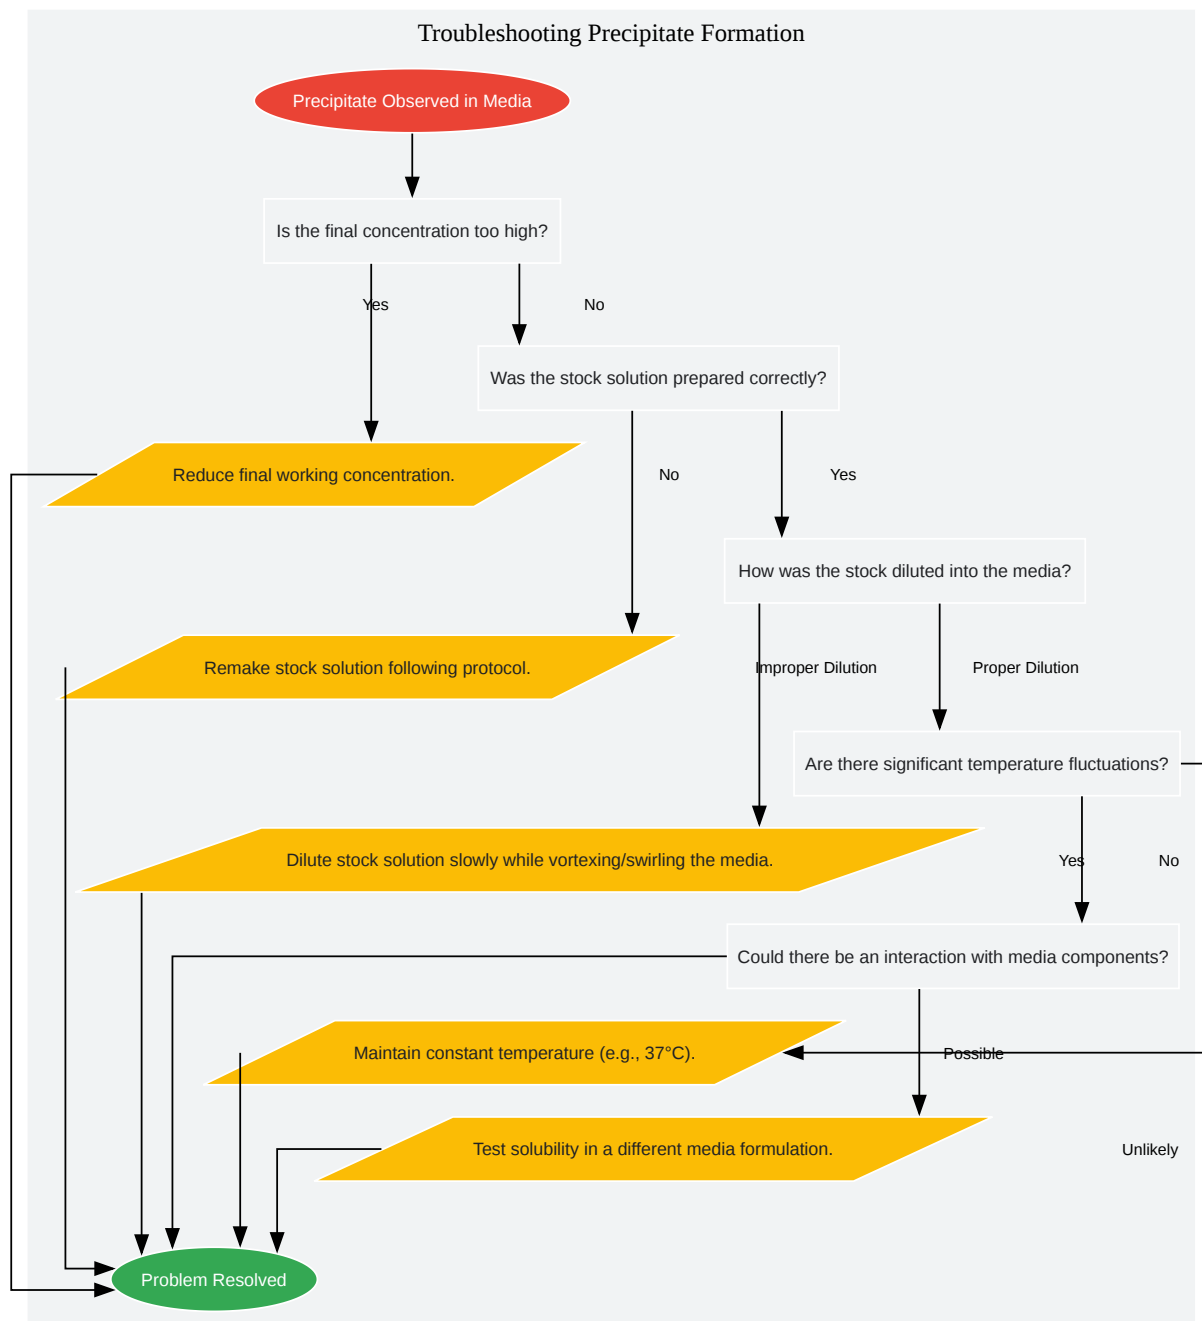 Troubleshooting Precipitate Formation
Precipitate Observed in Media
Is the final concentration too high?
Yes
No
Was the stock solution prepared correctly?
Reduce final working concentration.
No
Yes
How was the stock diluted into the media?
Remake stock solution following protocol.
Improper Dilution
Proper Dilution
Are there significant temperature fluctuations?
Dilute stock solution slowly while vortexing/swirling the media.
Yes
No
Could there be an interaction with media components?
Maintain constant temperature (e.g., 37°C).
Possible
Test solubility in a different media formulation.
Unlikely
Problem Resolved